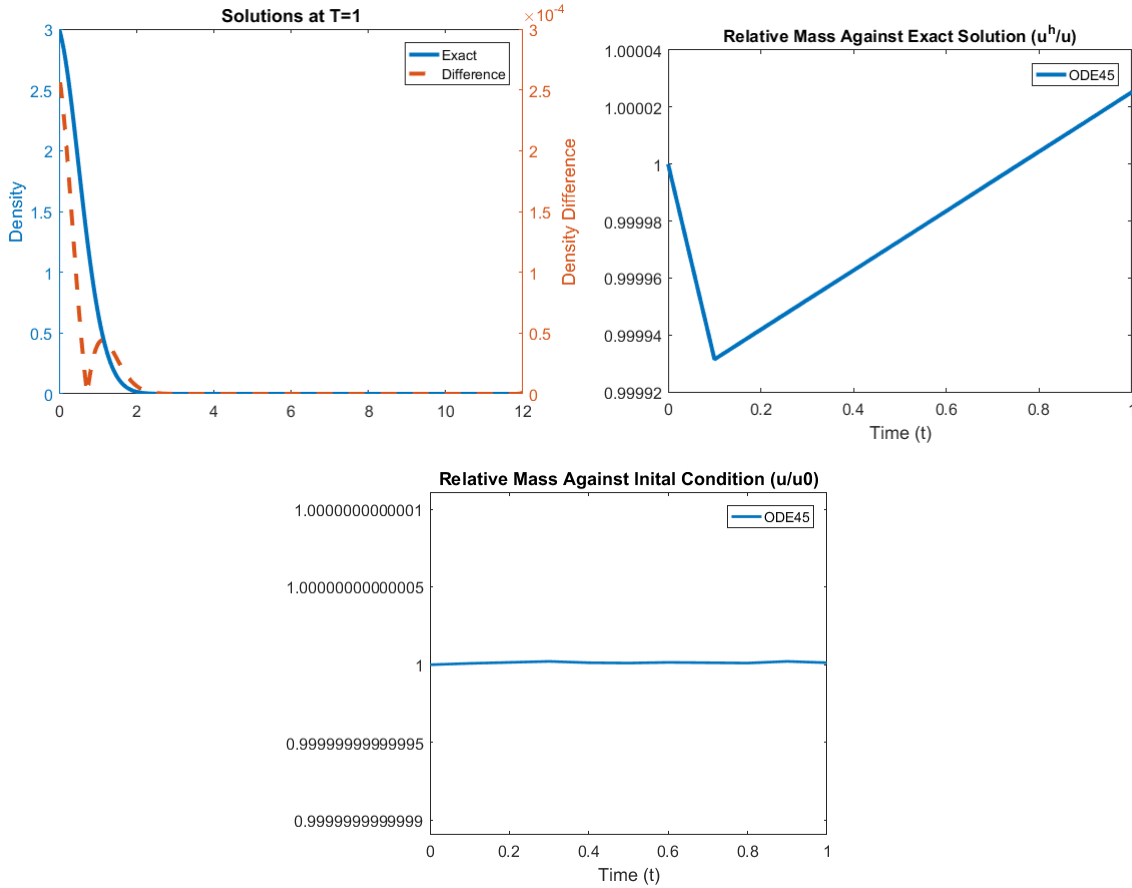 Solutions at T=1
×10⁻⁴
3
2.5
2
1.5
1
0.5
0
3
2.5
2
1.5
1
0.5
0
Exact
Difference
Density
Density Difference
0 2 4 6 8 10 12
Relative Mass Against Exact Solution (uʰ/u)
1.00004
1.00002
1
0.99998
0.99996
0.99994
0.99992
ODE45
0 0.2 0.4 0.6 0.8 1
Time (t)
Relative Mass Against Inital Condition (u/u0)
1.0000000000001
1.00000000000005
1
0.99999999999995
0.9999999999999
ODE45
0 0.2 0.4 0.6 0.8 1
Time (t)